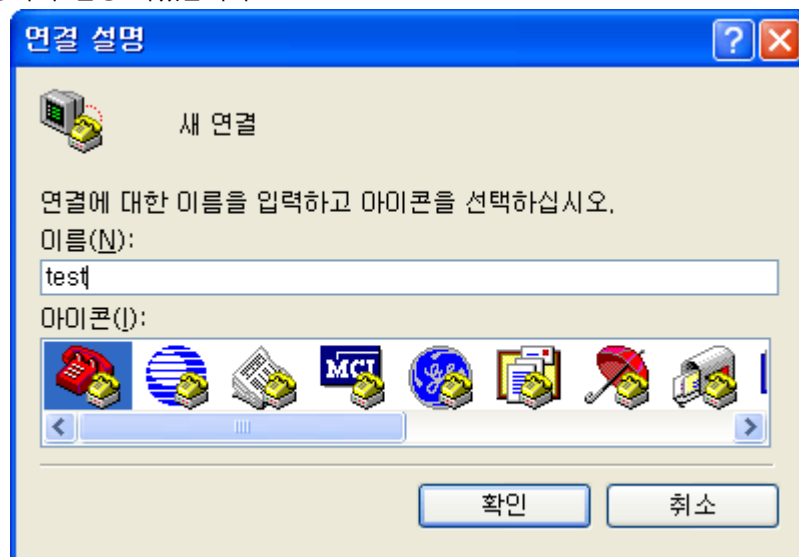 연결 설명
새 연결
연결에 대한 이름을 입력하고 아이콘을 선택하십시오.
이름(N):
test
아이콘(I):
MCI
확인 취소